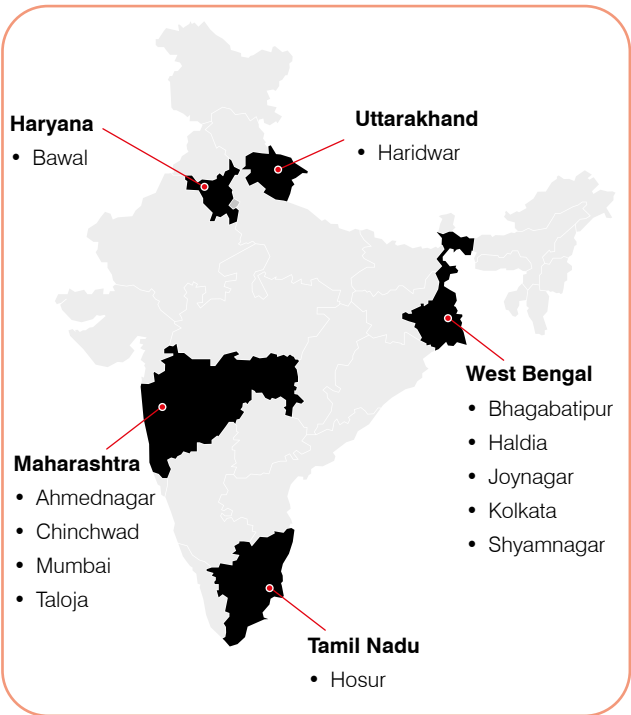 Haryana
• Bawal
Uttarakhand
• Haridwar
West Bengal
• Bhagabatipur
• Haldia
• Joynagar
• Kolkata
• Shyamnagar
Maharashtra
• Ahmednagar
• Chinchwad
• Mumbai
• Taloja
Tamil Nadu
• Hosur